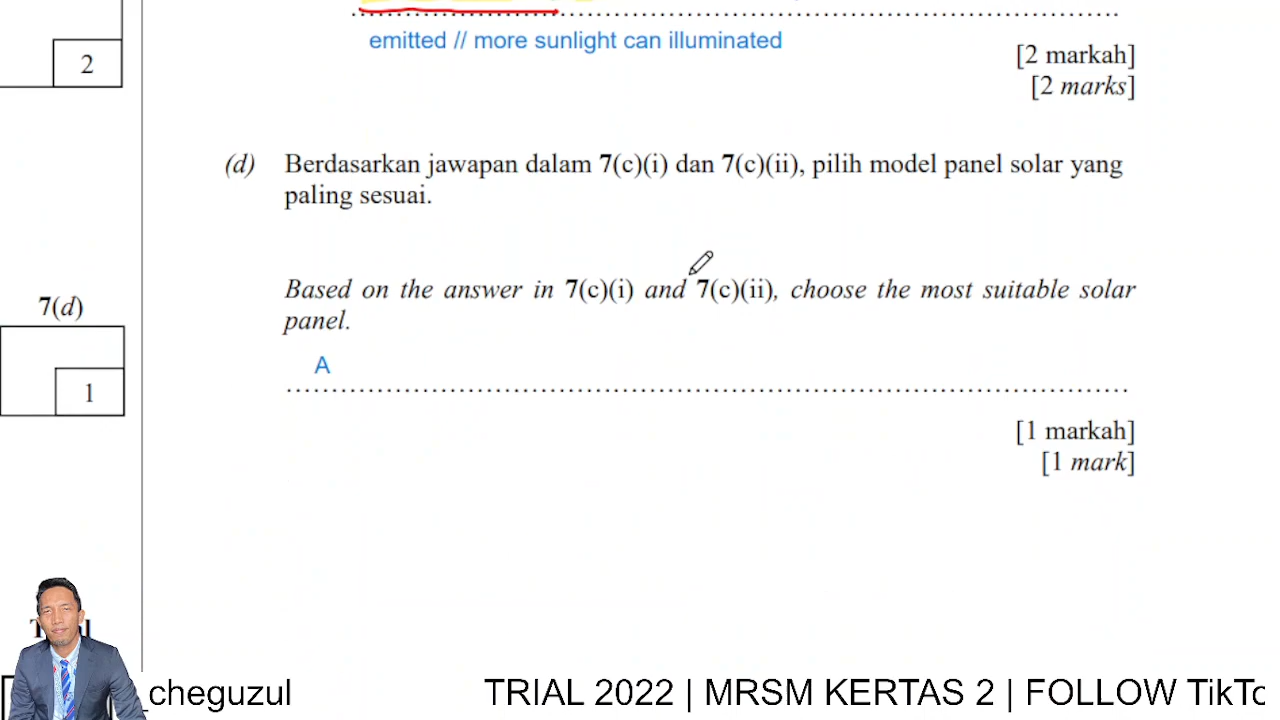 emitted // more sunlight can illuminated
2
[2 markah]
[2 marks]
(d) Berdasarkan jawapan dalam 7(c)(i) dan 7(c)(ii), pilih model panel solar yang
paling sesuai.
Based on the answer in 7(c)(i) and 7(c)(ii), choose the most suitable solar
panel.
7(d)
A
1
[1 markah]
[1 mark]
_cheguzul
TRIAL 2022 | MRSM KERTAS 2 | FOLLOW TikTo